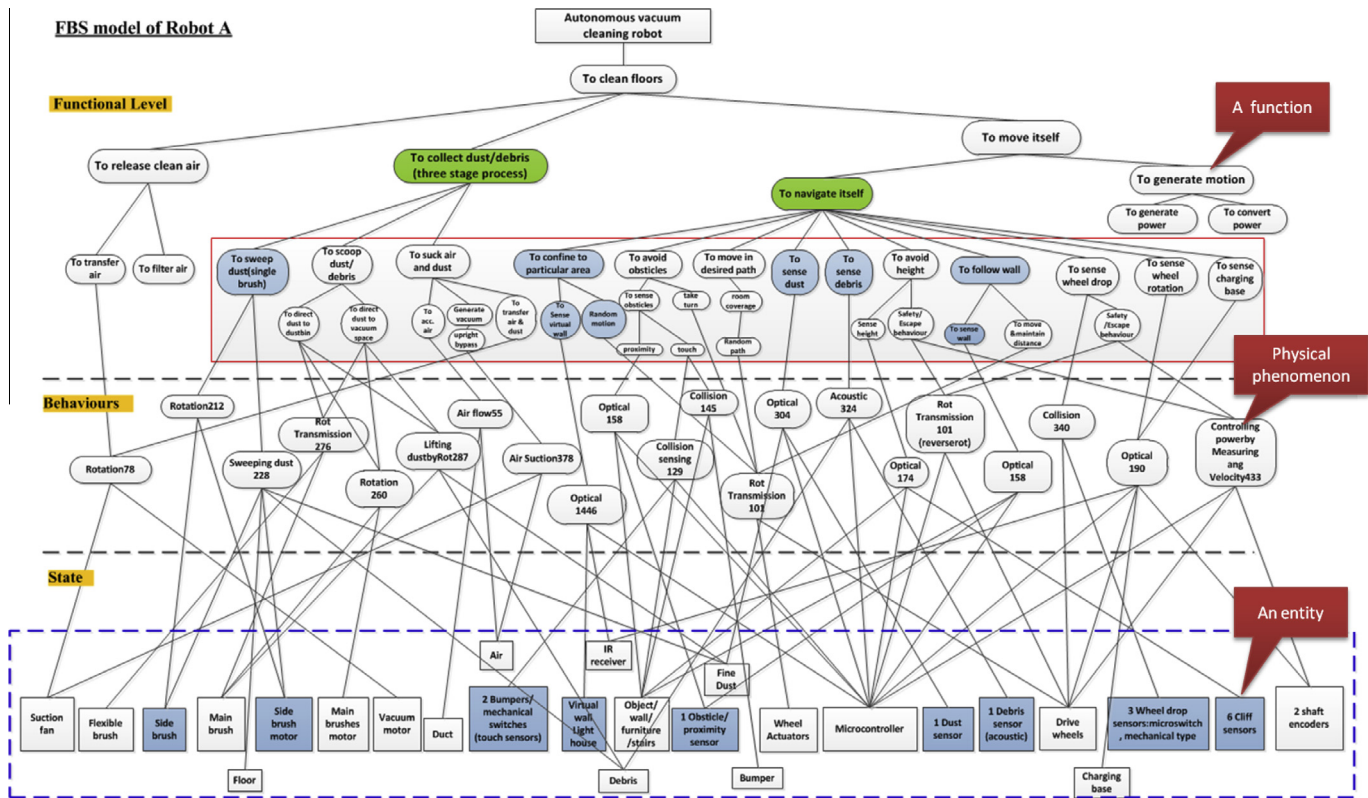 FBS model of Robot A
Autonomous vacuum
cleaning robot
To clean floors
Functional Level
A function
To move itself
To release clean air
To collect dust/debris
(three stage process)
To navigate itself
To generate motion
To generate
power
To convert
power
To transfer
air
To filter air
To sweep
dust(single
brush)
To scoop
dust/
debris
To suck air
and dust
To confine to
particular area
To avoid
obstacles
To move in
desired path
To
sense
dust
To
sense
debris
To avoid
height
To follow wall
To sense
wheel drop
To sense
wheel
rotation
To sense
charging
base
To direct
dust to
dustbin
To direct
dust to
vacuum
space
To
acc.
air
Generate
vacuum
upright
bypass
To
transfer
air &
dust
To
Sense
virtual
wall
Random
motion
To sense
obstacles
take
turn
proximity
touch
room
coverage
Random
path
Sense
height
Safety/
Escape
behaviour
To sense
wall
To move
&maintain
distance
Safety
/Escape
behaviour
Physical
phenomenon
Behaviours
Rotation212
Rot
Transmission
276
Air flow55
Optical
158
Collision
145
Optical
304
Acoustic
324
Rot
Transmission
101
(reverserot)
Collision
340
Controlling
powerby
Measuring
ang
Velocity433
Rotation78
Sweeping dust
228
Rotation
260
Lifting
dustbyRot287
Air Suction378
Optical
1446
Collision
sensing
129
Rot
Transmission
101
Optical
174
Optical
158
Optical
190
State
An entity
Air
IR
receiver
Fine
Dust
Suction
fan
Flexible
brush
Side
brush
Main
brush
Side
brush
motor
Main
brushes
motor
Vacuum
motor
Duct
2 Bumpers/
mechanical
switches
(touch sensors)
Virtual
wall
Light
house
Object/
wall/
furniture
/stairs
1 Obsticle/
proximity
sensor
Wheel
Actuators
Microcontroller
1 Dust
sensor
1 Debris
sensor
(acoustic)
Drive
wheels
3 Wheel drop
sensors:microswitch
, mechanical type
6 Cliff
sensors
2 shaft
encoders
Floor
Debris
Bumper
Charging
base